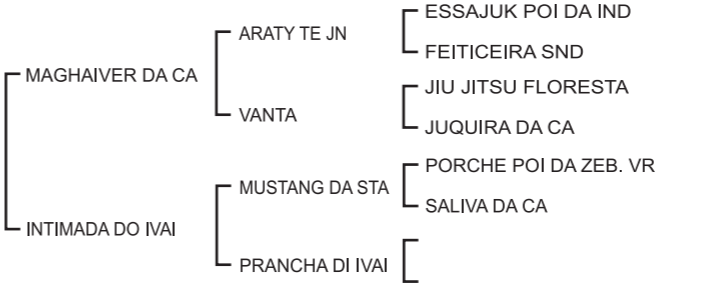 ESSAJUK POI DA IND
ARATY TE JN
FEITICEIRA SND
MAGHAIVER DA CA
JIU JITSU FLORESTA
VANTA
JUQUIRA DA CA
PORCHE POI DA ZEB. VR
MUSTANG DA STA
SALIVA DA CA
INTIMADA DO IVAI
PRANCHA DI IVAI